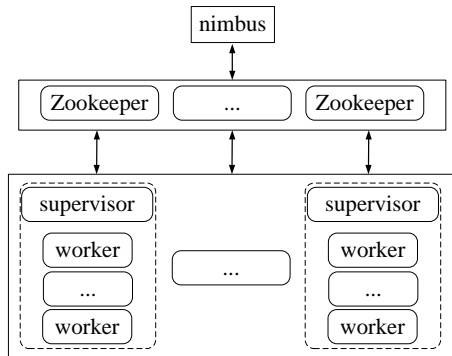 nimbus
Zookeeper ... Zookeeper
supervisor supervisor
worker worker
...
... ...
worker worker